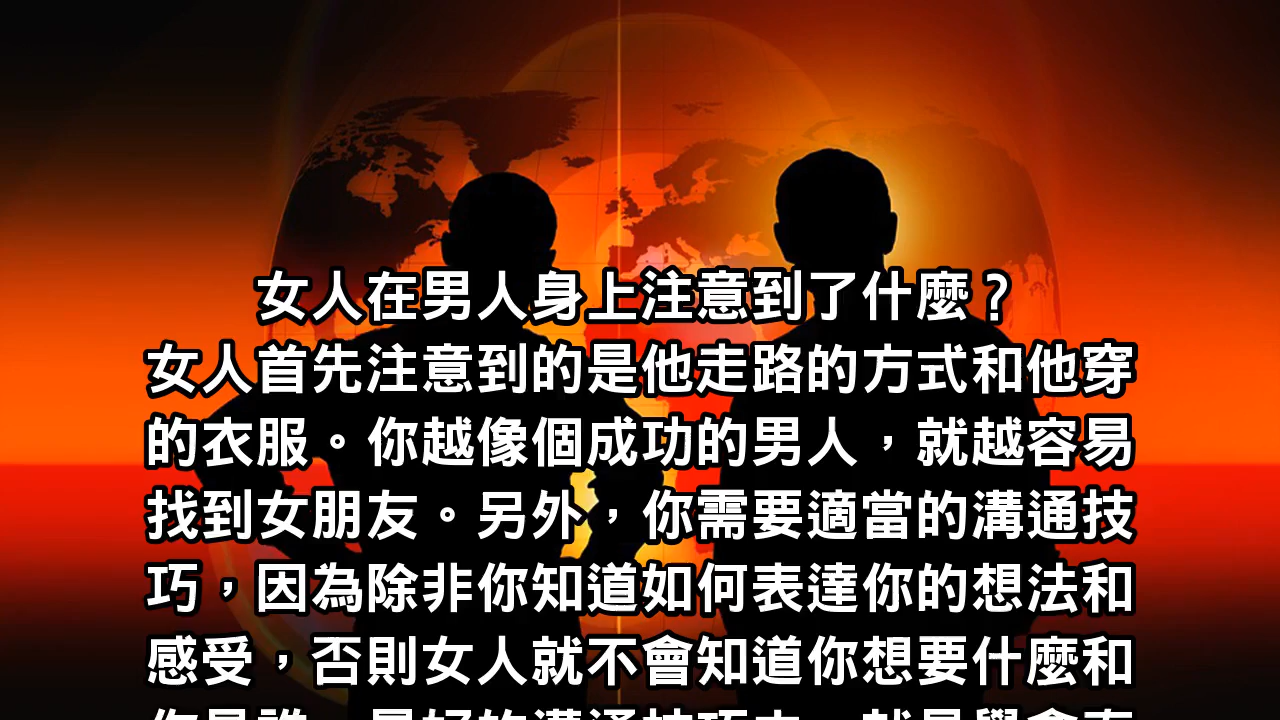 女人在男人身上注意到了什麼？
女人首先注意到的是他走路的方式和他穿
的衣服。你越像個成功的男人，就越容易
找到女朋友。另外，你需要適當的溝通技
巧，因為除非你知道如何表達你的想法和
感受，否則女人就不會知道你想要什麼和